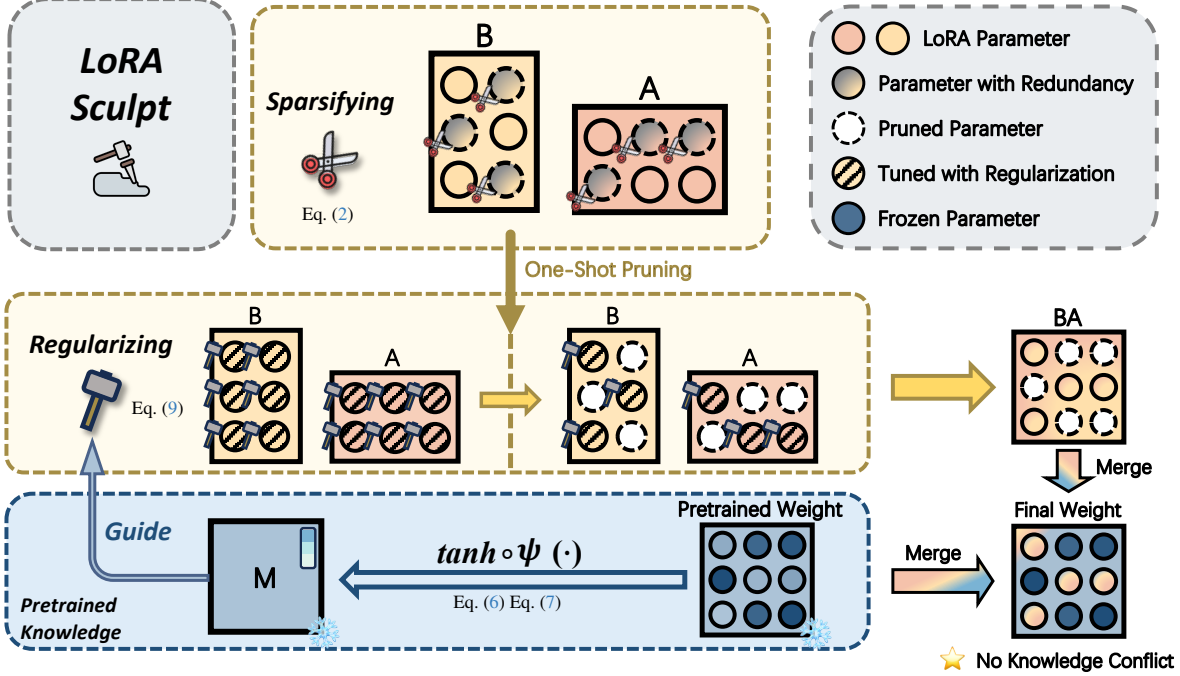 LoRA
Sculpt
Sparsifying
Eq. (2)
B
A
LoRA Parameter
Parameter with Redundancy
Pruned Parameter
Tuned with Regularization
Frozen Parameter
One-Shot Pruning
Regularizing
Eq. (9)
B
A
B
A
BA
Merge
Guide
Pretrained
Knowledge
M
tanh∘ψ (·)
Eq. (6) Eq. (7)
Pretrained Weight
Merge
Final Weight
No Knowledge Conflict